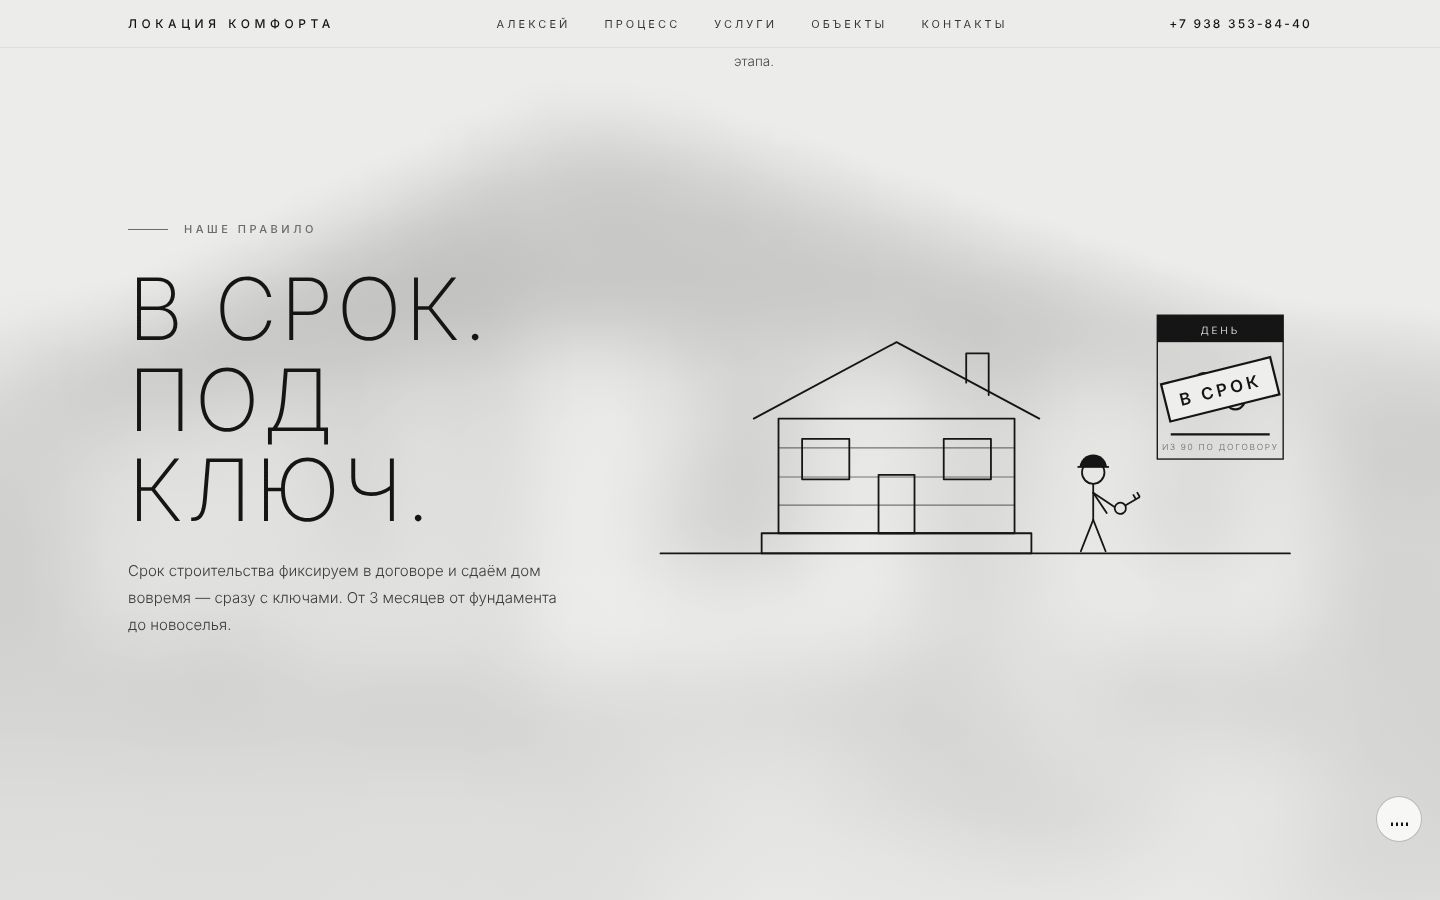 ЛОКАЦИЯ КОМФОРТА
АЛЕКСЕЙ ПРОЦЕСС УСЛУГИ ОБЪЕКТЫ КОНТАКТЫ
+7 938 353-84-40
этапа.
НАШЕ ПРАВИЛО
В СРОК.
ПОД
КЛЮЧ.
Срок строительства фиксируем в договоре и сдаём дом
вовремя — сразу с ключами. От 3 месяцев от фундамента
до новоселья.
ДЕНЬ
В СРОК
ИЗ 90 ПО ДОГОВОРУ